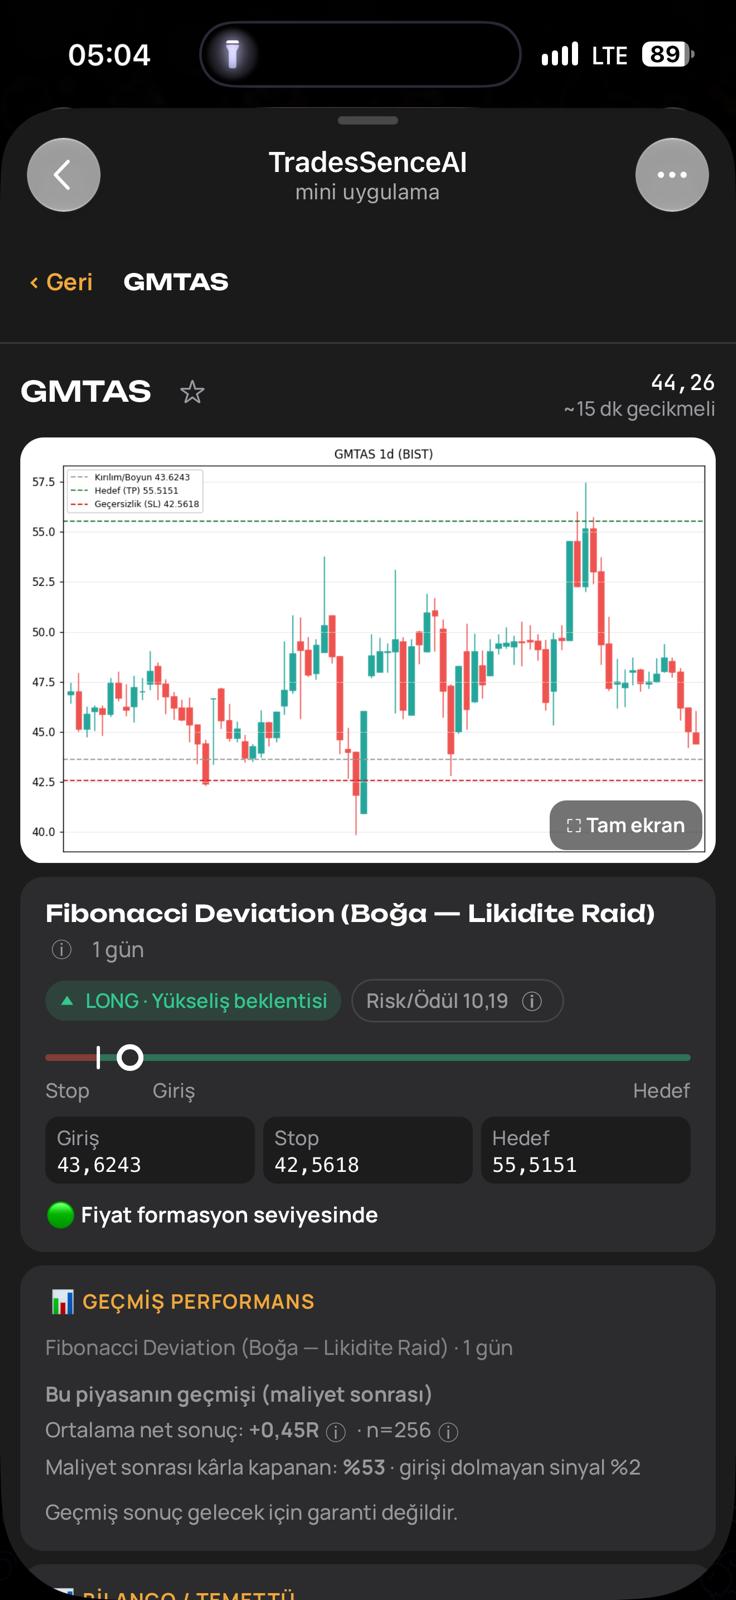 05:04
LTE
89
TradesSenceAI
mini uygulama
‹ Geri
GMTAS
GMTAS
44,26
~15 dk gecikmeli
GMTAS 1d (BIST)
Kırılım/Boyun 43.6243
Hedef (TP) 55.5151
Geçersizlik (SL) 42.5618
57.5
55.0
52.5
50.0
47.5
45.0
42.5
40.0
Tam ekran
Fibonacci Deviation (Boğa — Likidite Raid)
ⓘ 1 gün
▲ LONG · Yükseliş beklentisi
Risk/Ödül 10,19 ⓘ
Stop
Giriş
Hedef
Giriş
43,6243
Stop
42,5618
Hedef
55,5151
Fiyat formasyon seviyesinde
GEÇMİŞ PERFORMANS
Fibonacci Deviation (Boğa — Likidite Raid) · 1 gün
Bu piyasanın geçmişi (maliyet sonrası)
Ortalama net sonuç: +0,45R ⓘ · n=256 ⓘ
Maliyet sonrası kârla kapanan: %53 · girişi dolmayan sinyal %2
Geçmiş sonuç gelecek için garanti değildir.
BİLANÇO / TEMETTÜ